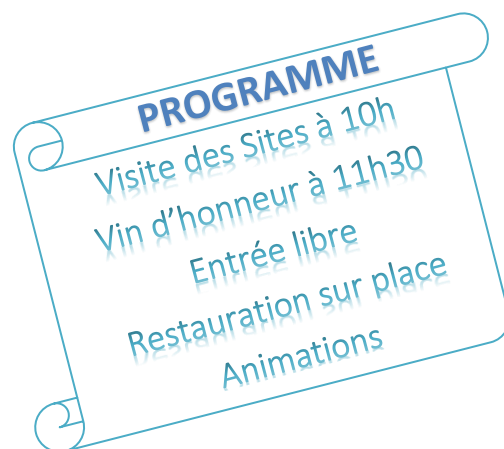 PROGRAMME
Visite des Sites à 10h
Vin d'honneur à 11h30
Entrée libre
Restauration sur place
Animations